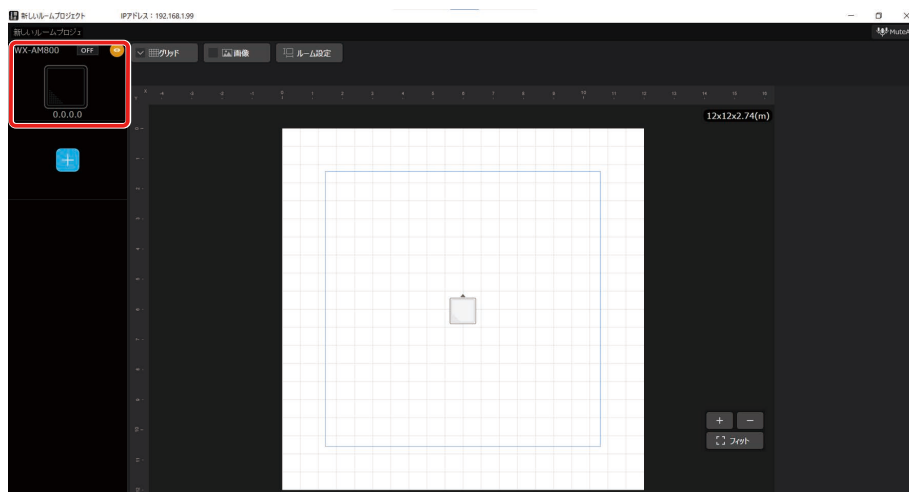 新しいルームプロジェクト IPアドレス：192.168.1.99
新しいルームプロジェ MuteA
WX-AM800 OFF グリッド 画像 ルーム設定
0.0.0.0
12x12x2.74(m)
+ −
フィット